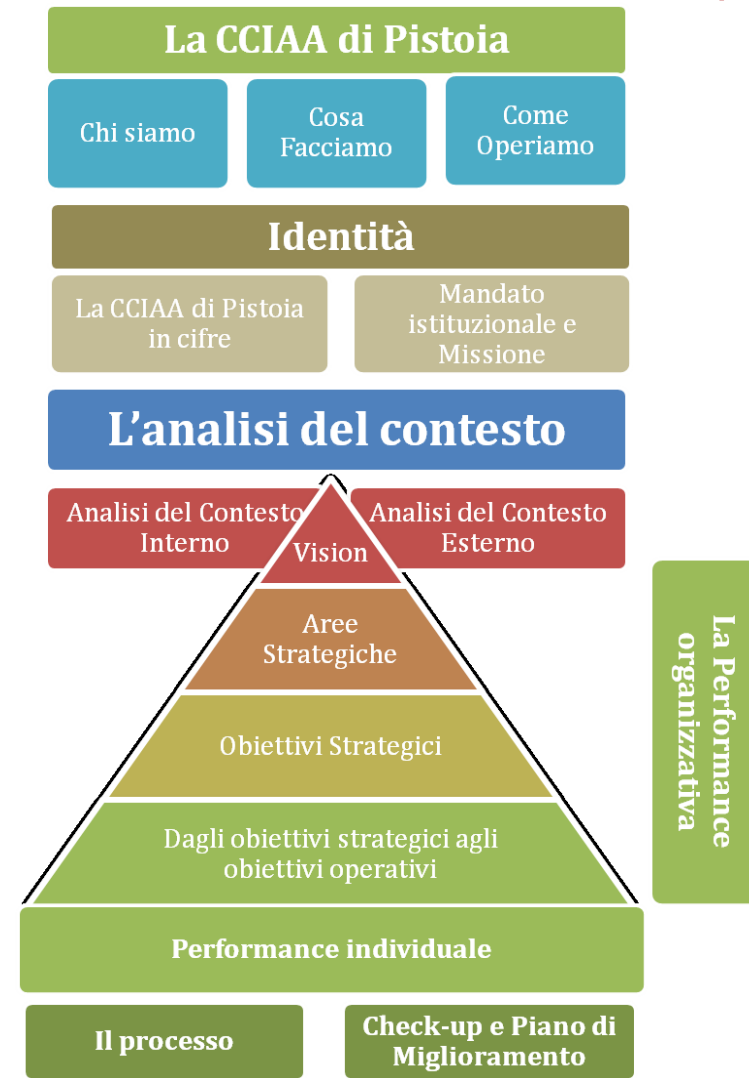 La CCIAA di Pistoia
Chi siamo
Cosa
Facciamo
Come
Operiamo
Identità
La CCIAA di Pistoia
in cifre
Mandato
istituzionale e
Missione
L’analisi del contesto
Analisi del Contesto
Interno
Analisi del Contesto
Esterno
Vision
Aree
Strategiche
Obiettivi Strategici
Dagli obiettivi strategici agli
obiettivi operativi
La Performance
organizzativa
Performance individuale
Il processo
Check-up e Piano di
Miglioramento